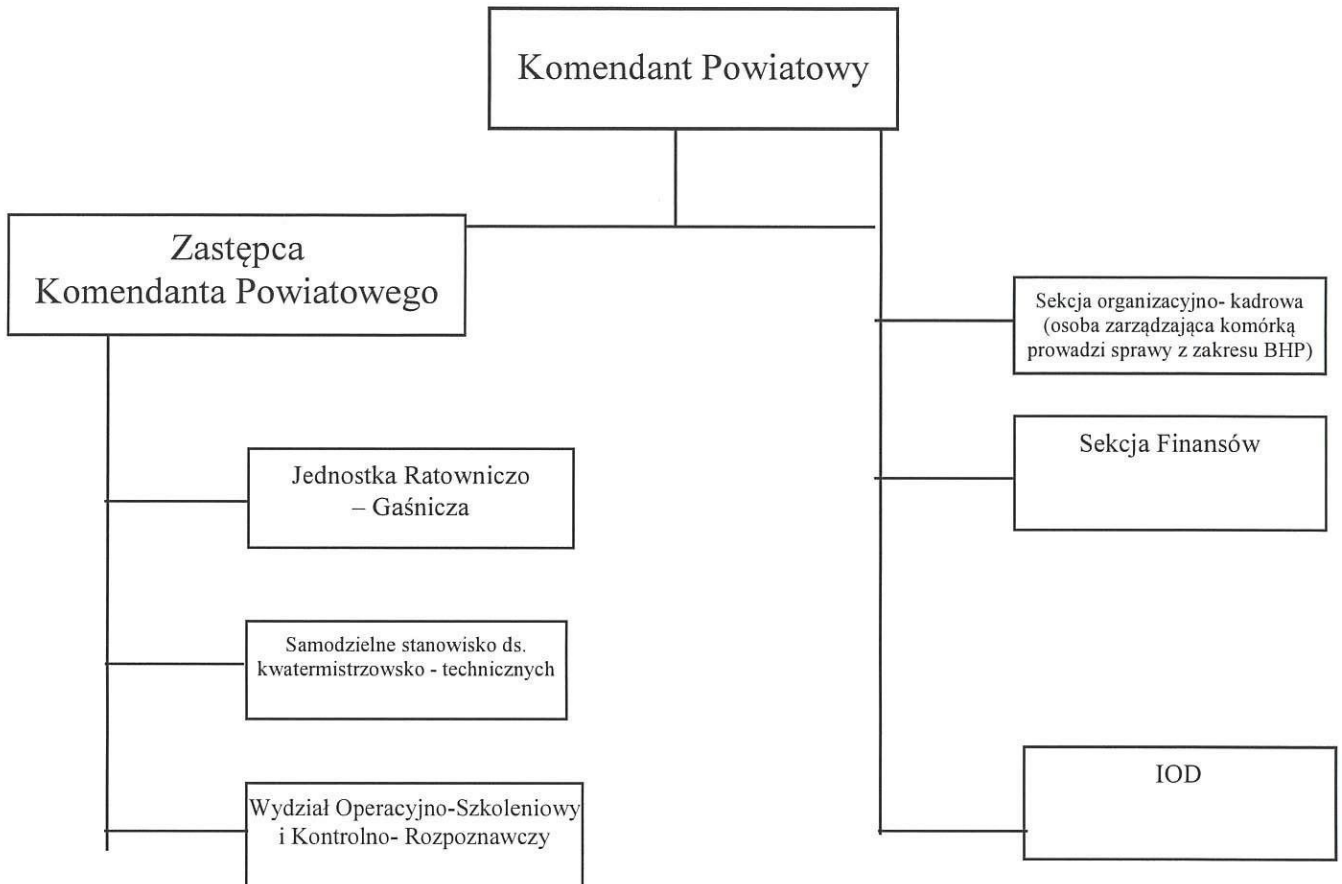 Komendant Powiatowy
Zastępca
Komendanta Powiatowego
Sekcja organizacyjno- kadrowa
(osoba zarządzająca komórką
prowadzi sprawy z zakresu BHP)
Sekcja Finansów
Jednostka Ratowniczo
– Gaśnicza
Samodzielne stanowisko ds.
kwatermistrzowsko - technicznych
IOD
Wydział Operacyjno-Szkoleniowy
i Kontrolno- Rozpoznawczy